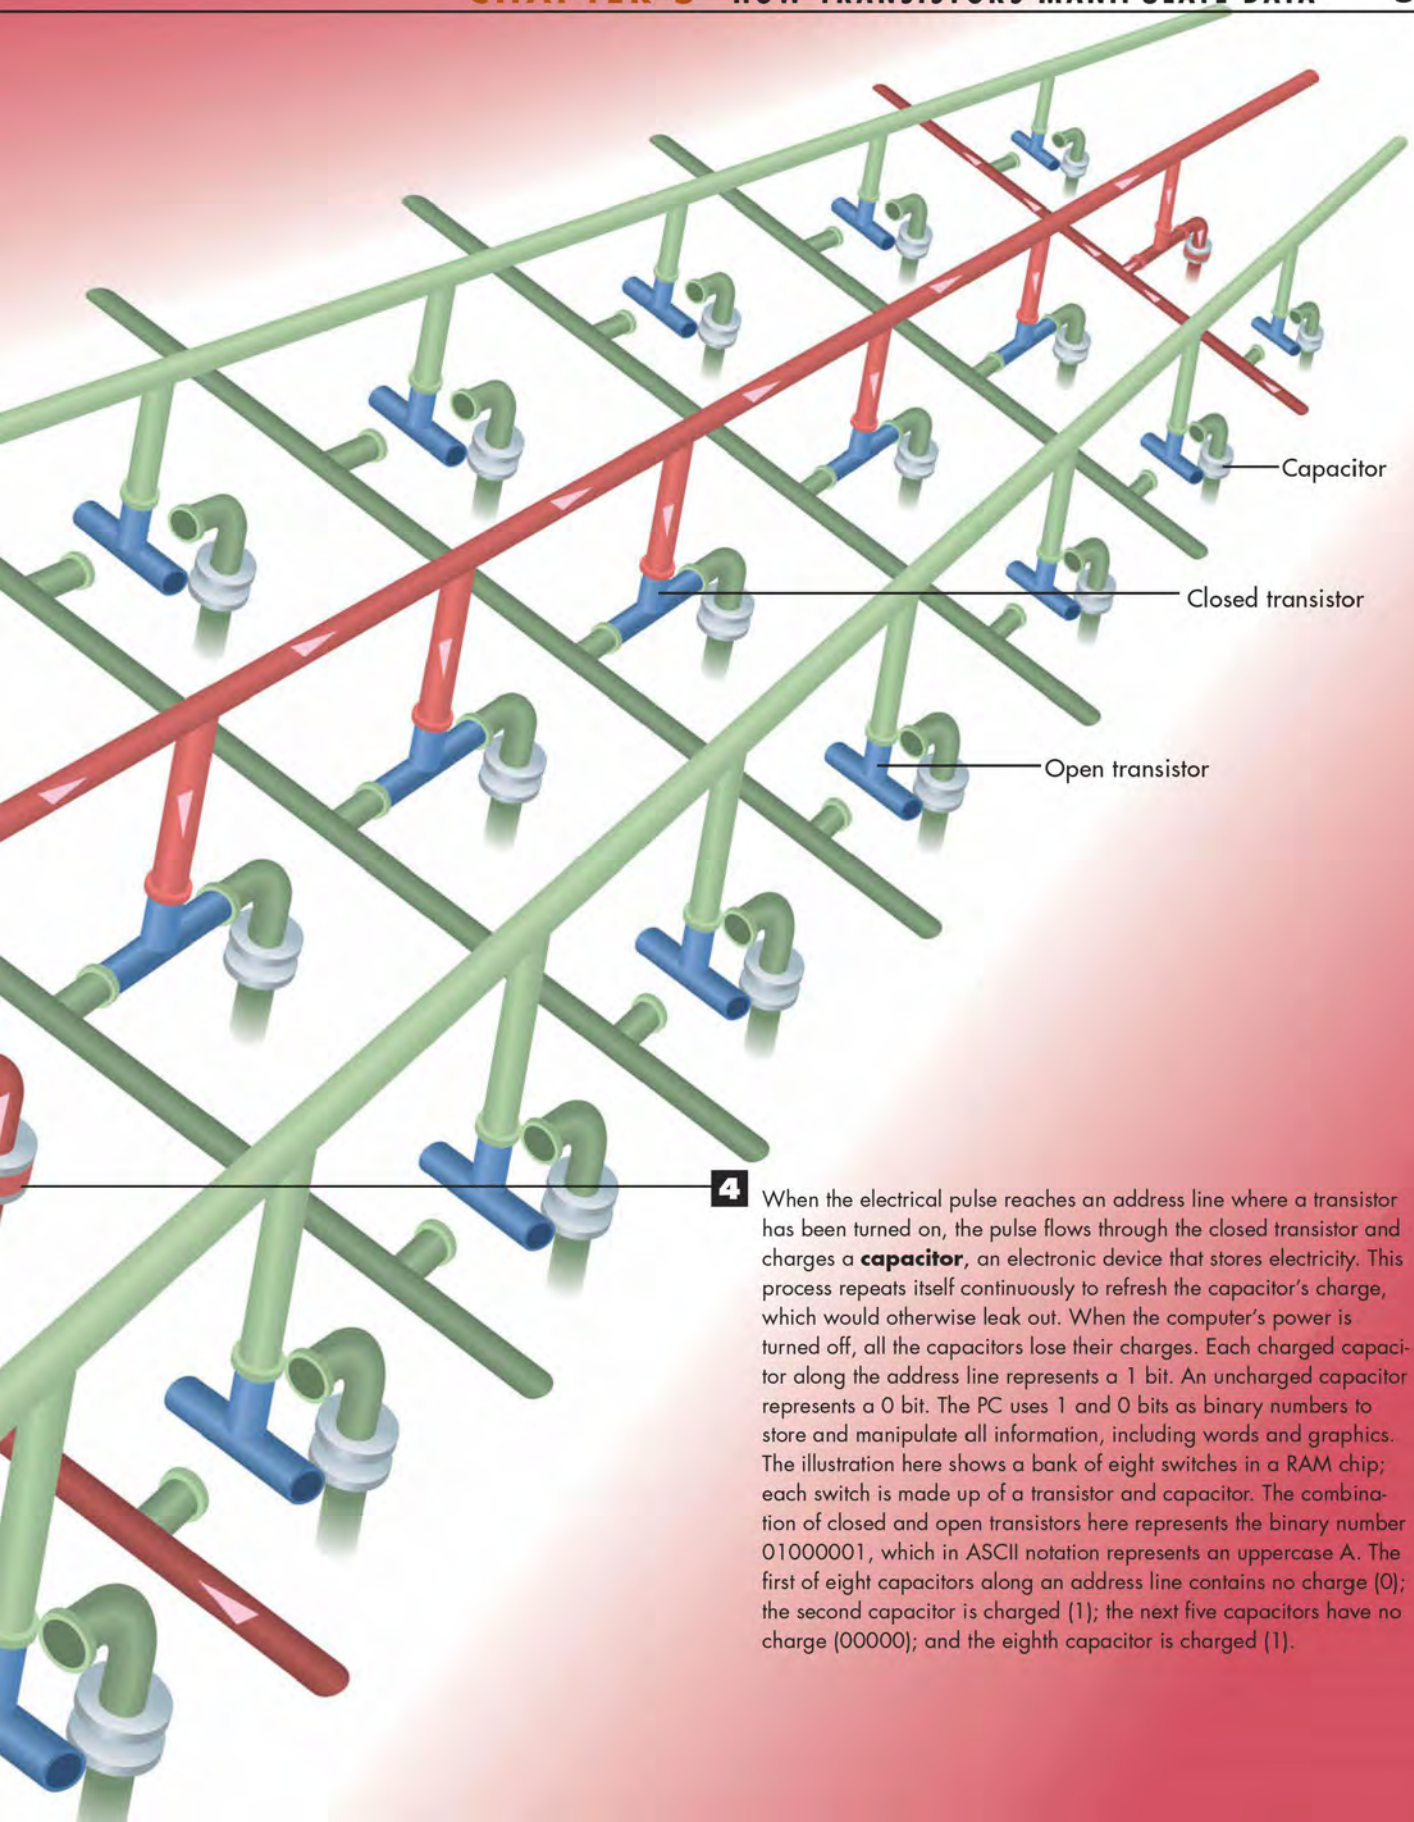 CHAPTER 3 HOW TRANSISTORS MANIPULATE DATA
Capacitor
Closed transistor
Open transistor
4 When the electrical pulse reaches an address line where a transistor
has been turned on, the pulse flows through the closed transistor and
charges a capacitor, an electronic device that stores electricity. This
process repeats itself continuously to refresh the capacitor's charge,
which would otherwise leak out. When the computer's power is
turned off, all the capacitors lose their charges. Each charged capaci-
tor along the address line represents a 1 bit. An uncharged capacitor
represents a 0 bit. The PC uses 1 and 0 bits as binary numbers to
store and manipulate all information, including words and graphics.
The illustration here shows a bank of eight switches in a RAM chip;
each switch is made up of a transistor and capacitor. The combina-
tion of closed and open transistors here represents the binary number
01000001, which in ASCII notation represents an uppercase A. The
first of eight capacitors along an address line contains no charge (0);
the second capacitor is charged (1); the next five capacitors have no
charge (00000); and the eighth capacitor is charged (1).